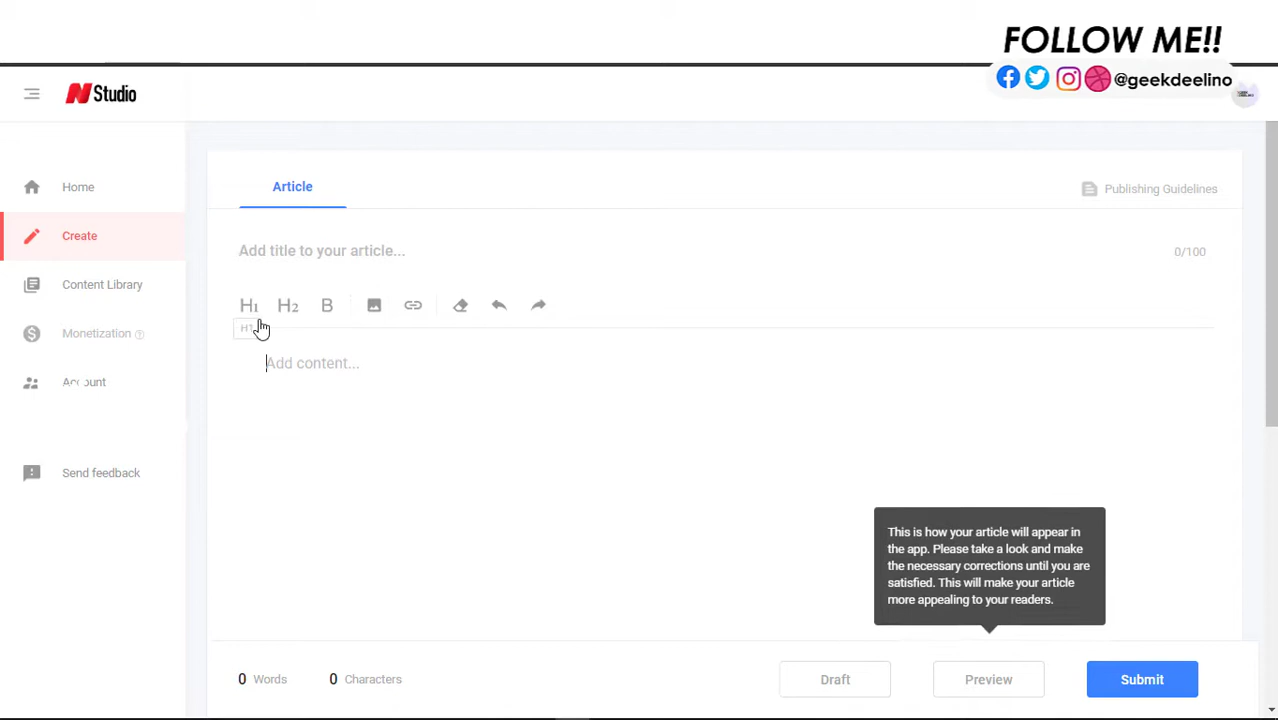 FOLLOW ME!!
@geekdeelino
N Studio
Home
Create
Content Library
Monetization
Account
Send feedback
Article
Publishing Guidelines
Add title to your article...
0/100
H1 H2 B
H1
Add content...
This is how your article will appear in
the app. Please take a look and make
the necessary corrections until you are
satisfied. This will make your article
more appealing to your readers.
0 Words 0 Characters
Draft
Preview
Submit